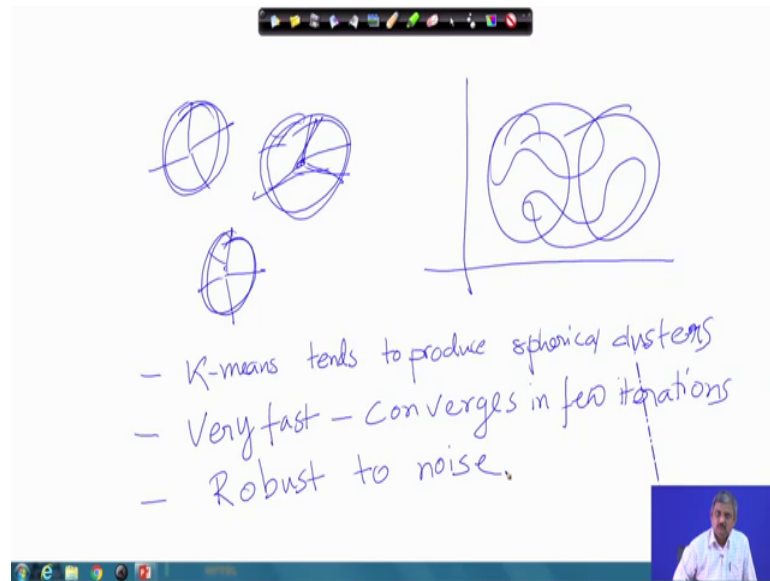 - K-means tends to produce spherical clusters
- Very fast - Converges in few iterations
- Robust to noise.